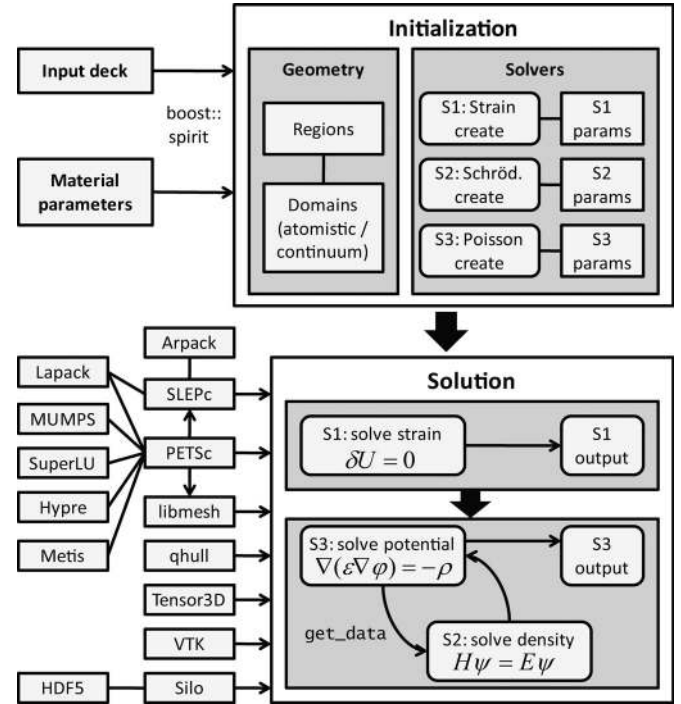 Initialization
Input deck
Material
parameters
boost::
spirit
Geometry
Regions
Domains
(atomistic /
continuum)
Solvers
S1: Strain
create
S1
params
S2: Schröd.
create
S2
params
S3: Poisson
create
S3
params
Arpack
Lapack
SLEPc
MUMPS
PETSc
SuperLU
Hypre
libmesh
Metis
qhull
Tensor3D
VTK
HDF5
Silo
Solution
S1: solve strain
δU = 0
S1
output
S3: solve potential
∇(ε∇φ) = −ρ
S3
output
get_data
S2: solve density
Hψ = Eψ